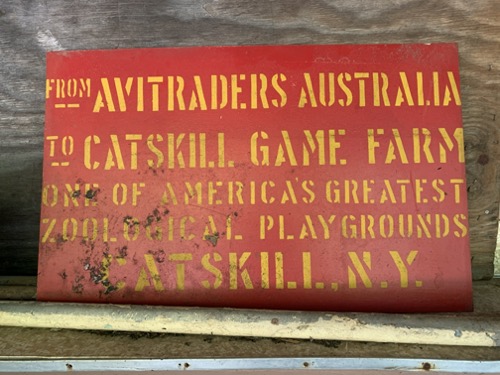 FROM AVITRADERS AUSTRALIA
TO CATSKILL GAME FARM
ONE OF AMERICA'S GREATEST
ZOOLOGICAL PLAYGROUNDS
CATSKILL, N.Y.